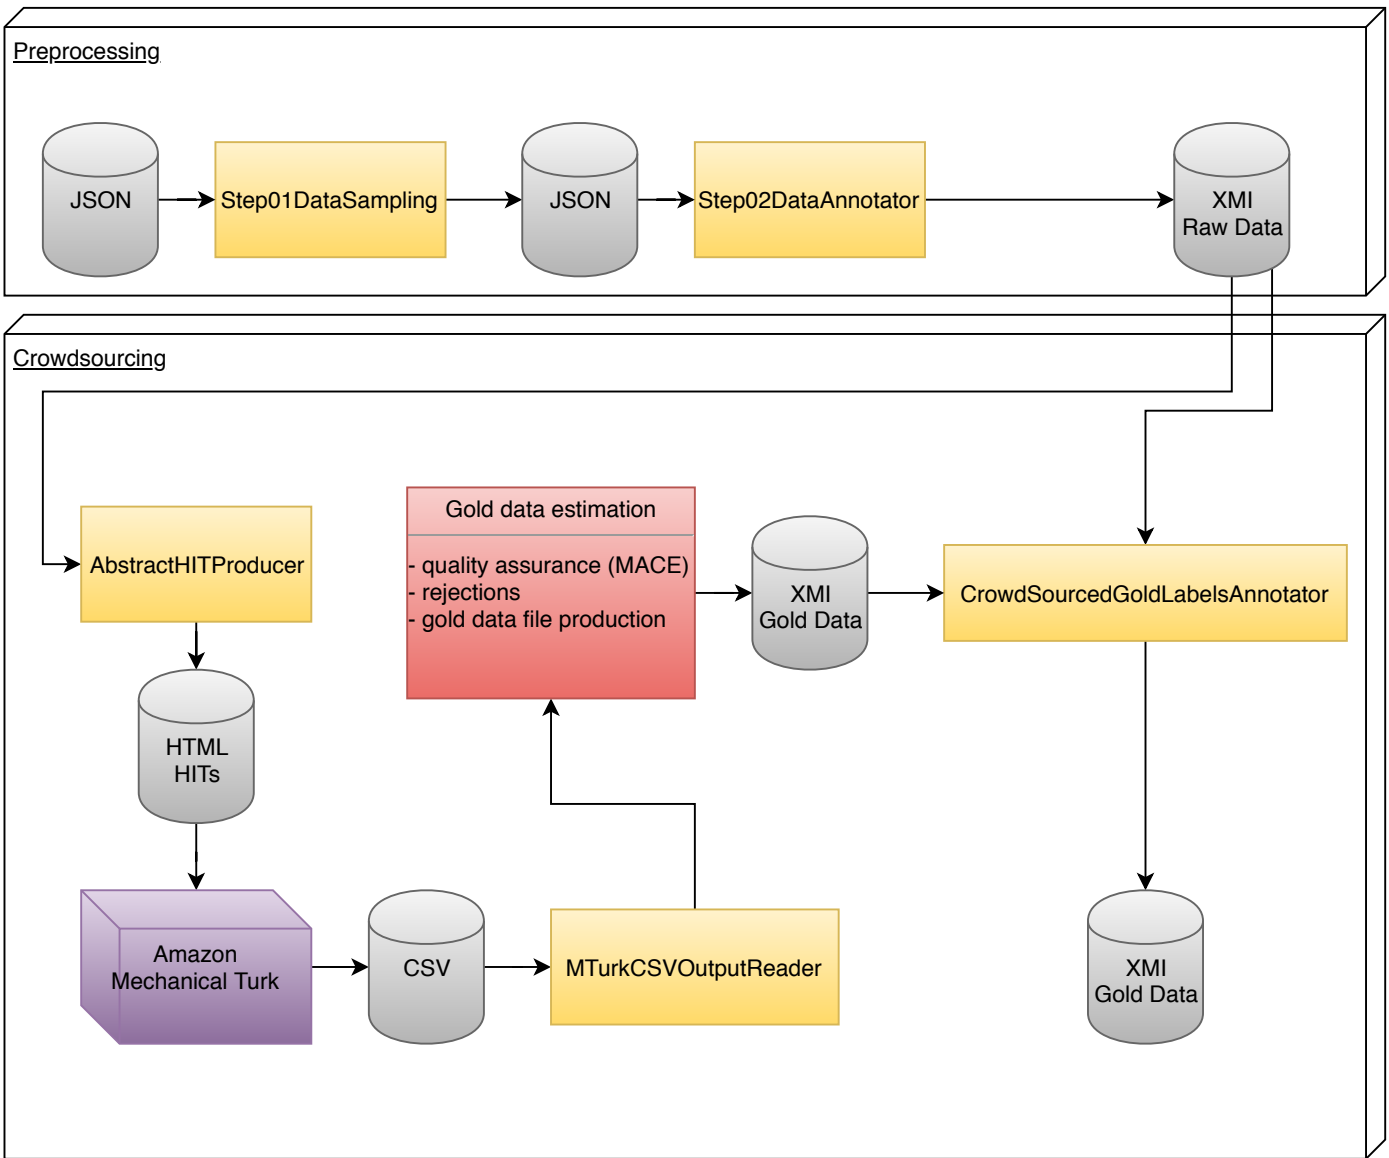 Preprocessing
JSON
Step01DataSampling
JSON
Step02DataAnnotator
XMI
Raw Data
Crowdsourcing
AbstractHITProducer
Gold data estimation
- quality assurance (MACE)
- rejections
- gold data file production
XMI
Gold Data
CrowdSourcedGoldLabelsAnnotator
HTML
HITs
Amazon
Mechanical Turk
CSV
MTurkCSVOutputReader
XMI
Gold Data